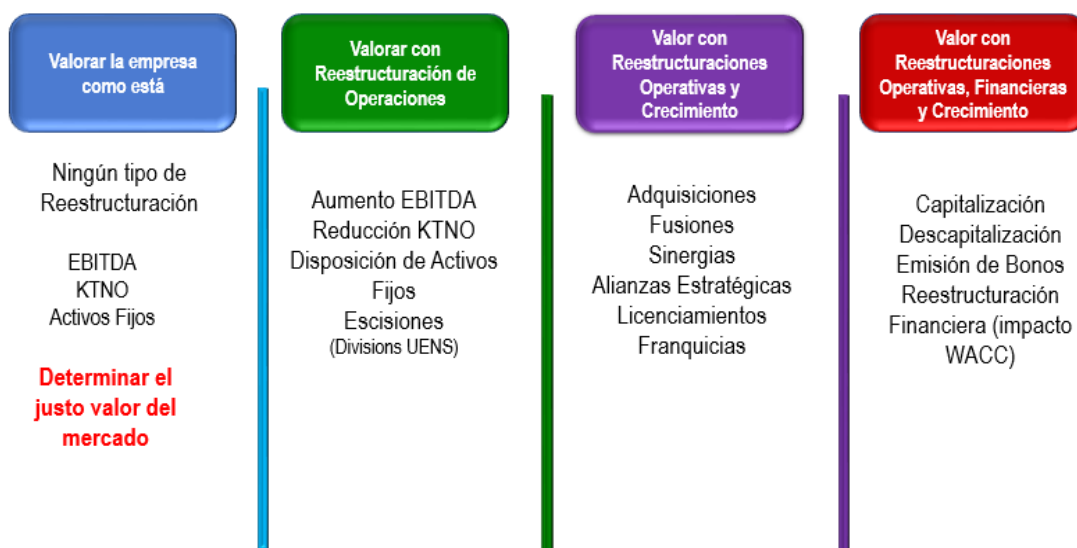 Valorar la empresa
como está
Ningún tipo de
Reestructuración
EBITDA
KTNO
Activos Fijos
Determinar el
justo valor del
mercado
Valorar con
Reestructuración de
Operaciones
Aumento EBITDA
Reducción KTNO
Disposición de Activos
Fijos
Escisiones
(Divisions UENS)
Valor con
Reestructuraciones
Operativas y
Crecimiento
Adquisiciones
Fusiones
Sinergias
Alianzas Estratégicas
Licenciamientos
Franquicias
Valor con
Reestructuraciones
Operativas, Financieras
y Crecimiento
Capitalización
Descapitalización
Emisión de Bonos
Reestructuración
Financiera (impacto
WACC)